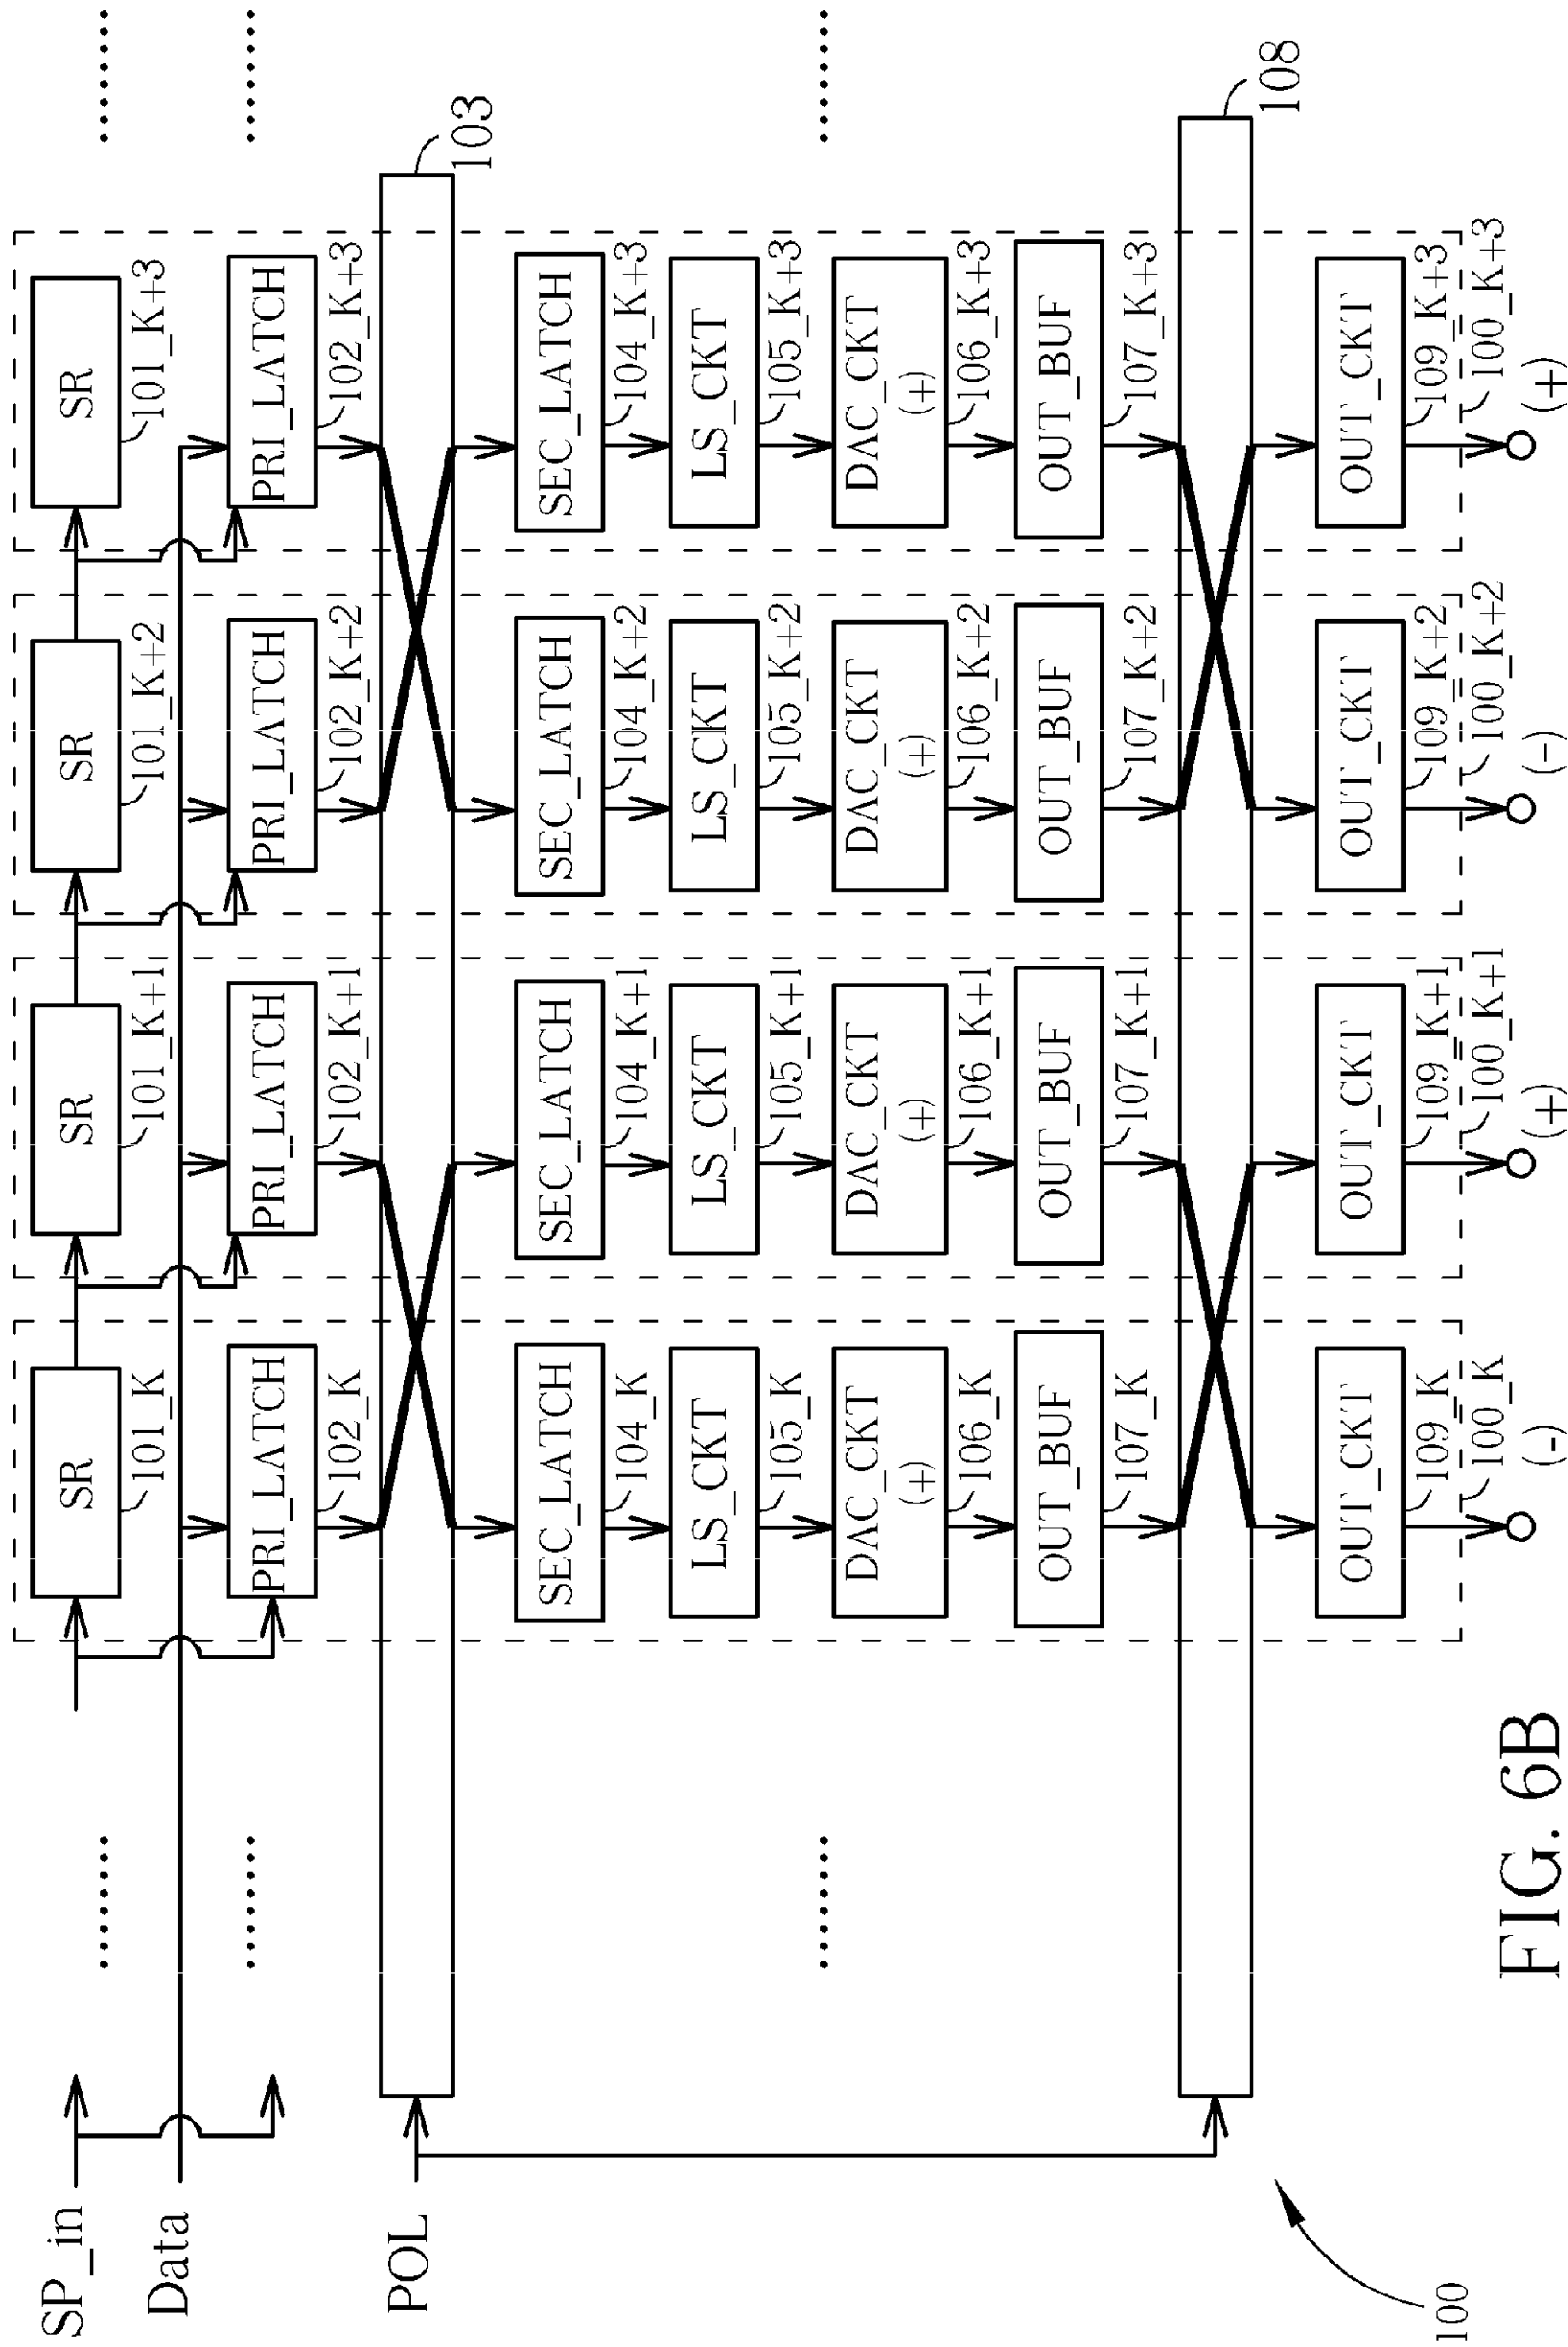 SP_in
SR SR SR SR
101_K 101_K+1 101_K+2 101_K+3
Data
PRI_LATCH PRI_LATCH PRI_LATCH PRI_LATCH
102_K 102_K+1 102_K+2 102_K+3
POL
103
SEC_LATCH SEC_LATCH SEC_LATCH SEC_LATCH
104_K 104_K+1 104_K+2 104_K+3
LS_CKT LS_CKT LS_CKT LS_CKT
105_K 105_K+1 105_K+2 105_K+3
DAC_CKT DAC_CKT DAC_CKT DAC_CKT
(+) (+) (+) (+)
106_K 106_K+1 106_K+2 106_K+3
OUT_BUF OUT_BUF OUT_BUF OUT_BUF
107_K 107_K+1 107_K+2 107_K+3
108
OUT_CKT OUT_CKT OUT_CKT OUT_CKT
109_K 109_K+1 109_K+2 109_K+3
100 100_K 100_K+1 100_K+2 100_K+3
(-) (+) (-) (+)
FIG. 6B